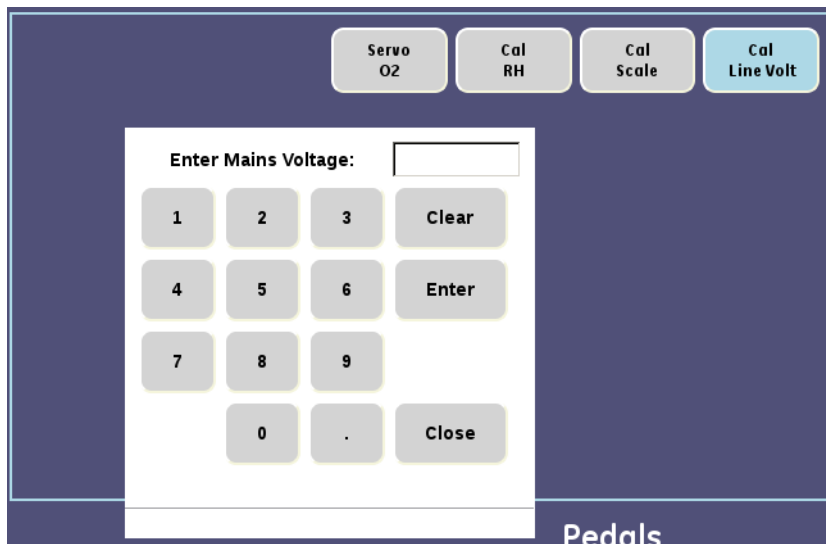 Servo
O2
Cal
RH
Cal
Scale
Cal
Line Volt
Enter Mains Voltage:
1 2 3 Clear
4 5 6 Enter
7 8 9
0 . Close
Pedals